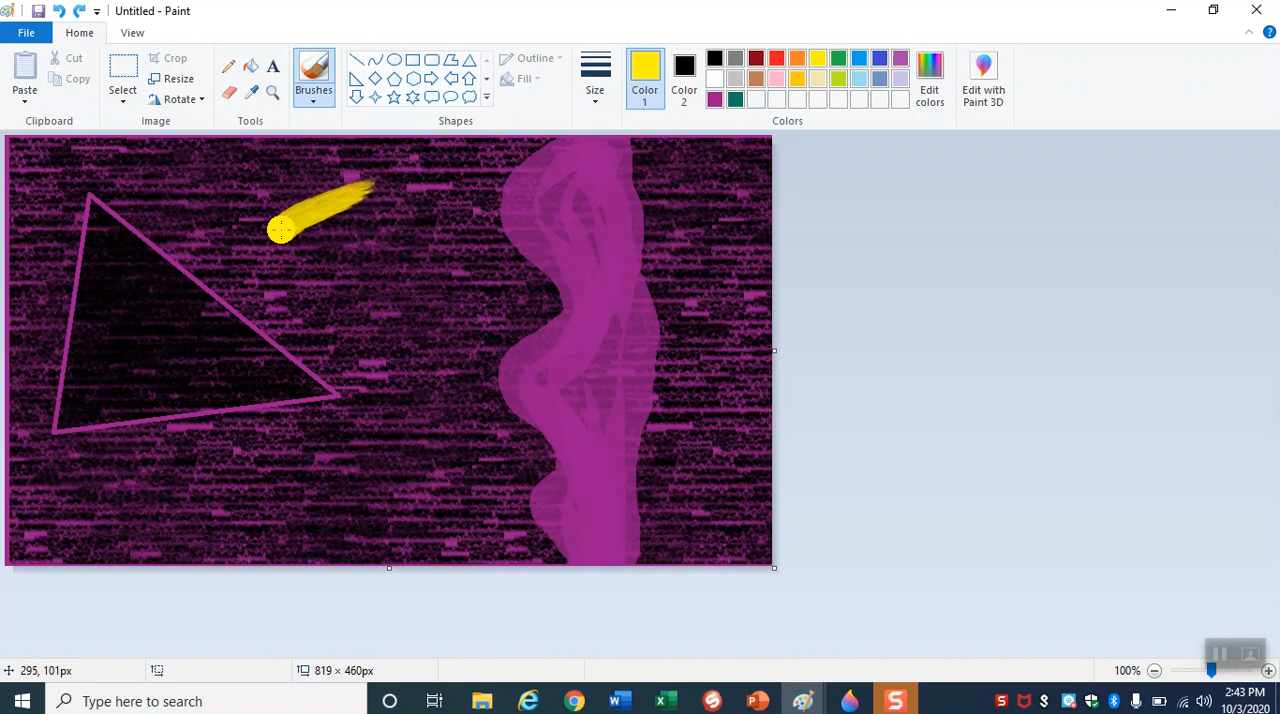 Untitled - Paint
File
Home
View
Paste
Cut
Copy
Clipboard
Select
Crop
Resize
Rotate
Image
A
Tools
Brushes
Outline
Fill
Shapes
Size
Color 1
Color 2
Edit colors
Colors
Edit with Paint 3D
295, 101px
819 × 460px
100%
Type here to search
2:43 PM
10/3/2020